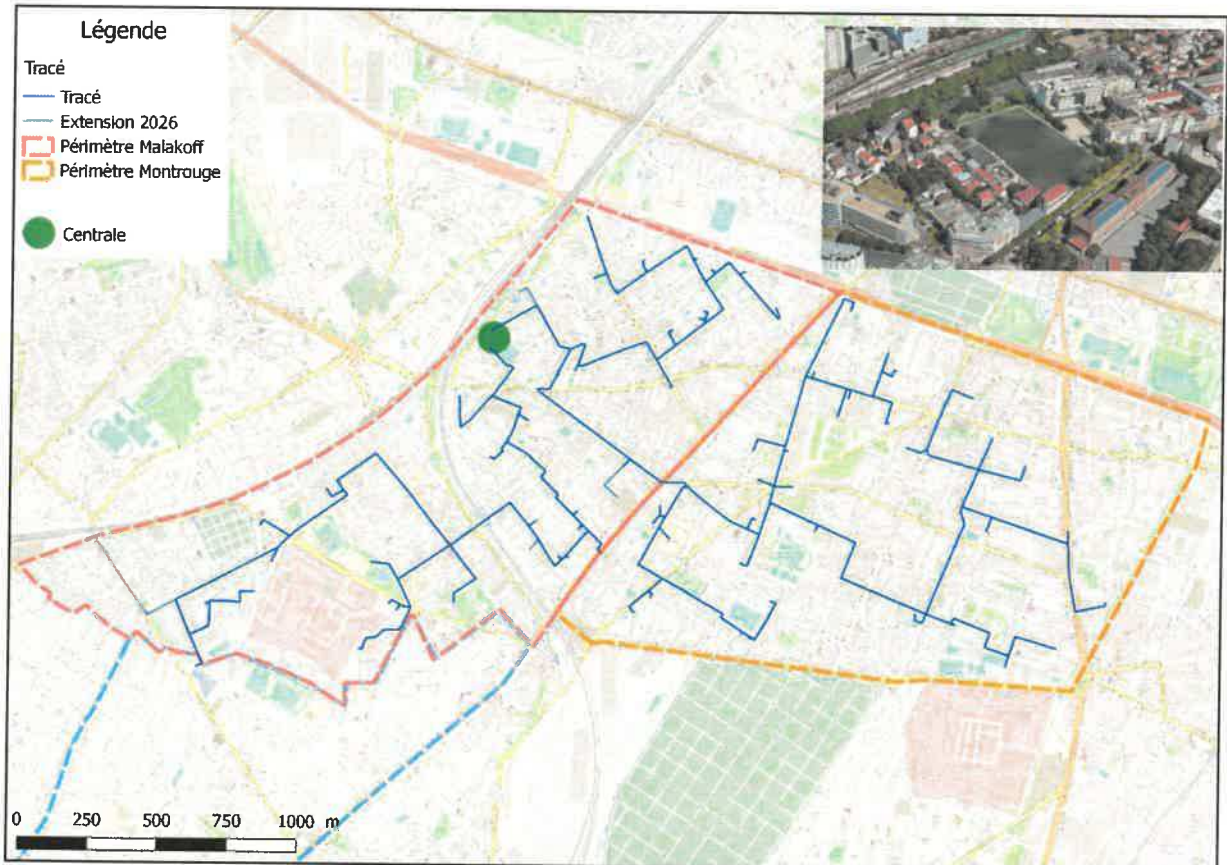 Légende
Tracé
Tracé
Extension 2026
Périmètre Malakoff
Périmètre Montrouge
Centrale
0 250 500 750 1000 m